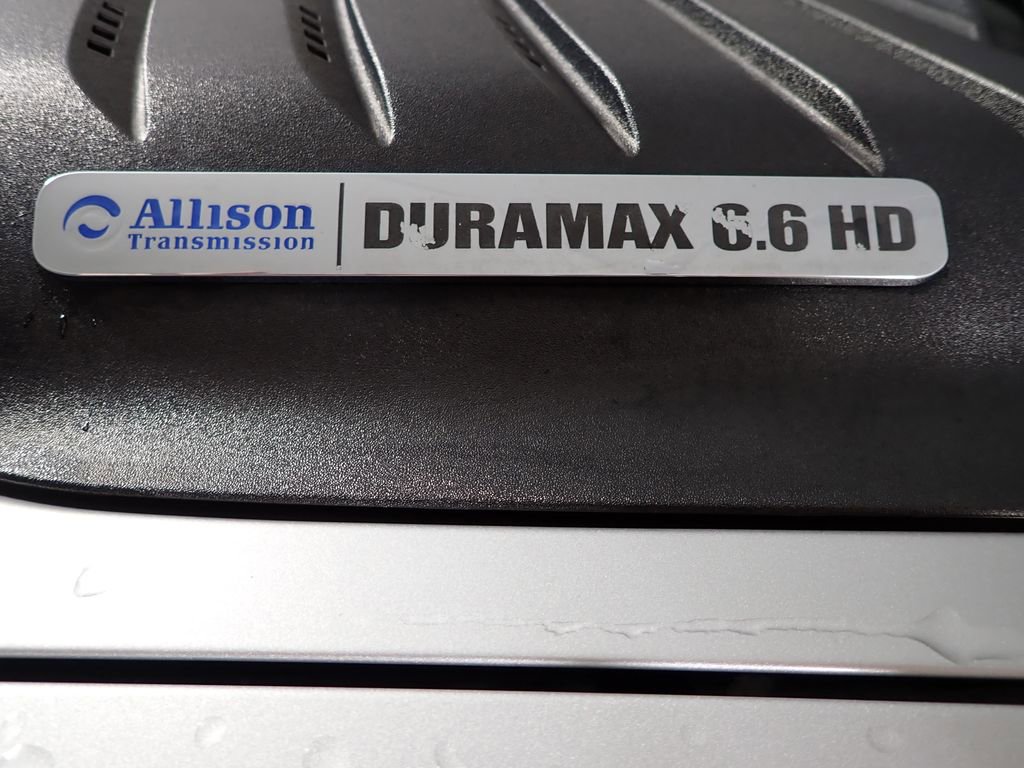 Allison
Transmission
DURAMAX 6.6 HD